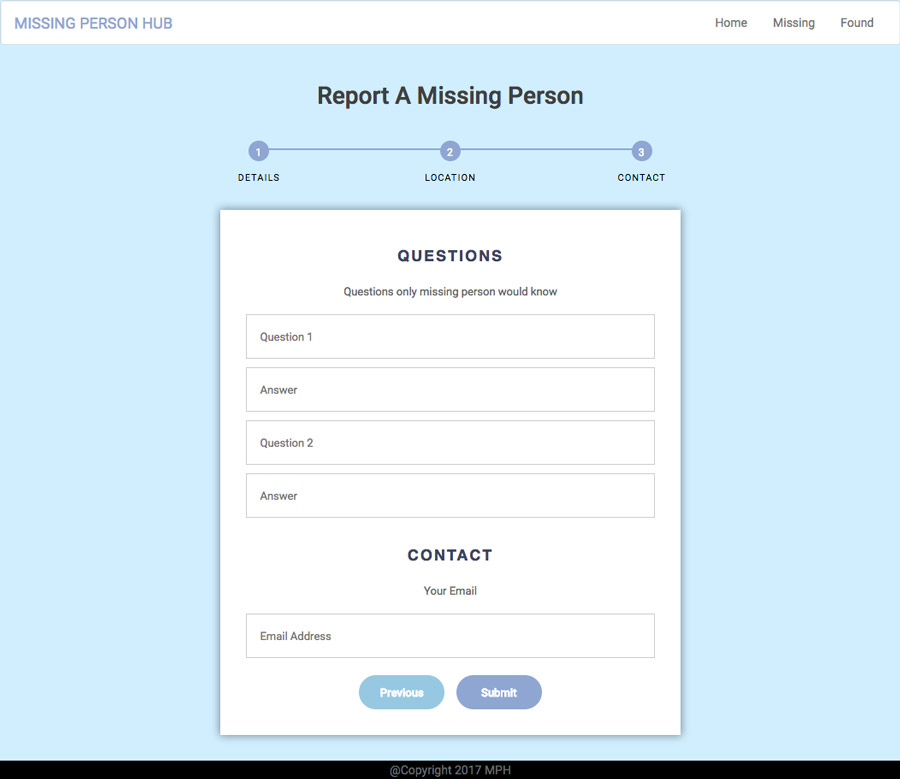 MISSING PERSON HUB Home Missing Found
Report A Missing Person
1 2 3
DETAILS LOCATION CONTACT
QUESTIONS
Questions only missing person would know
Question 1
Answer
Question 2
Answer
CONTACT
Your Email
Email Address
Previous Submit
@Copyright 2017 MPH